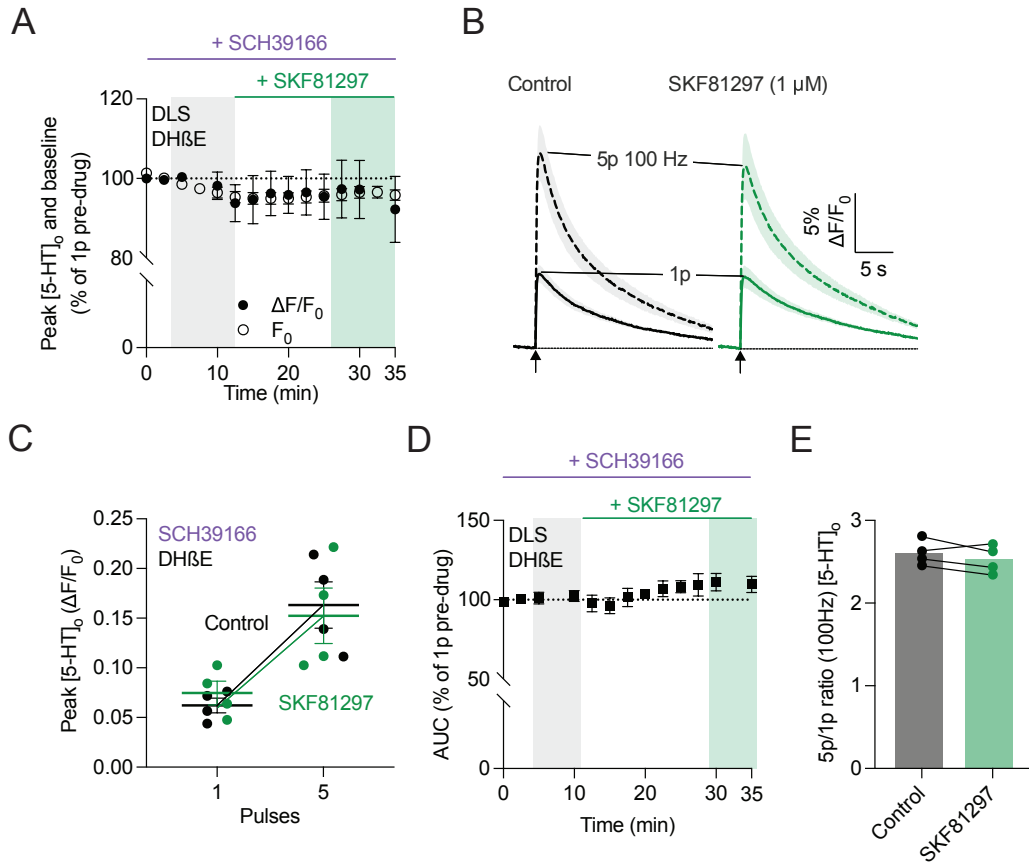 A
+ SCH39166
+ SKF81297
Peak [5-HT]o and baseline
(% of 1p pre-drug)
120
100
80
0
DLS
DHßE
ΔF/F0
F0
0
10
20
30
35
Time (min)
B
Control
SKF81297 (1 µM)
5p 100 Hz
1p
5%
ΔF/F0
5 s
C
Peak [5-HT]o (ΔF/F0)
0.25
0.20
0.15
0.10
0.05
0.00
SCH39166
DHßE
Control
SKF81297
1
5
Pulses
D
+ SCH39166
+ SKF81297
AUC (% of 1p pre-drug)
150
100
50
0
DLS
DHßE
0
10
20
30
35
Time (min)
E
5p/1p ratio (100Hz) [5-HT]o
3
2
1
0
Control
SKF81297